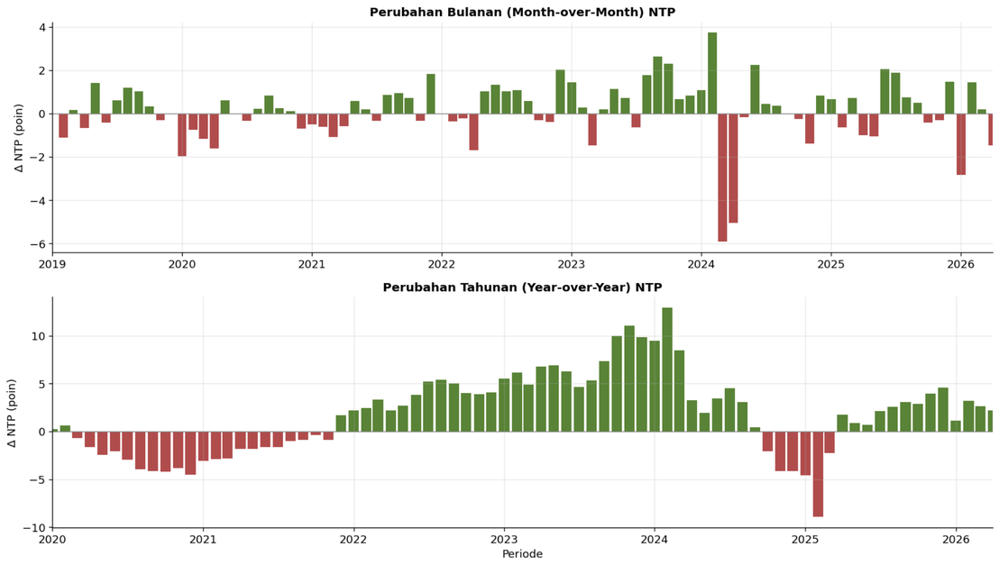 Perubahan Bulanan (Month-over-Month) NTP
4
2
0
−2
−4
−6
Δ NTP (poin)
2019 2020 2021 2022 2023 2024 2025 2026
Perubahan Tahunan (Year-over-Year) NTP
10
5
0
−5
−10
Δ NTP (poin)
2020 2021 2022 2023 2024 2025 2026
Periode